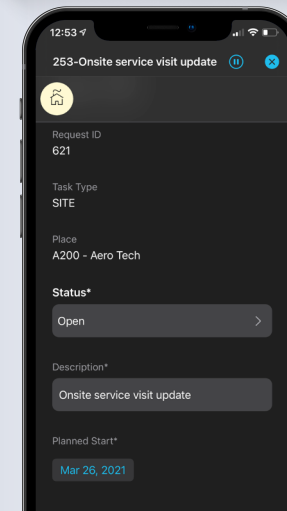 12:53
253-Onsite service visit update
Request ID
621
Task Type
SITE
Place
A200 - Aero Tech
Status*
Open
Description*
Onsite service visit update
Planned Start*
Mar 26, 2021